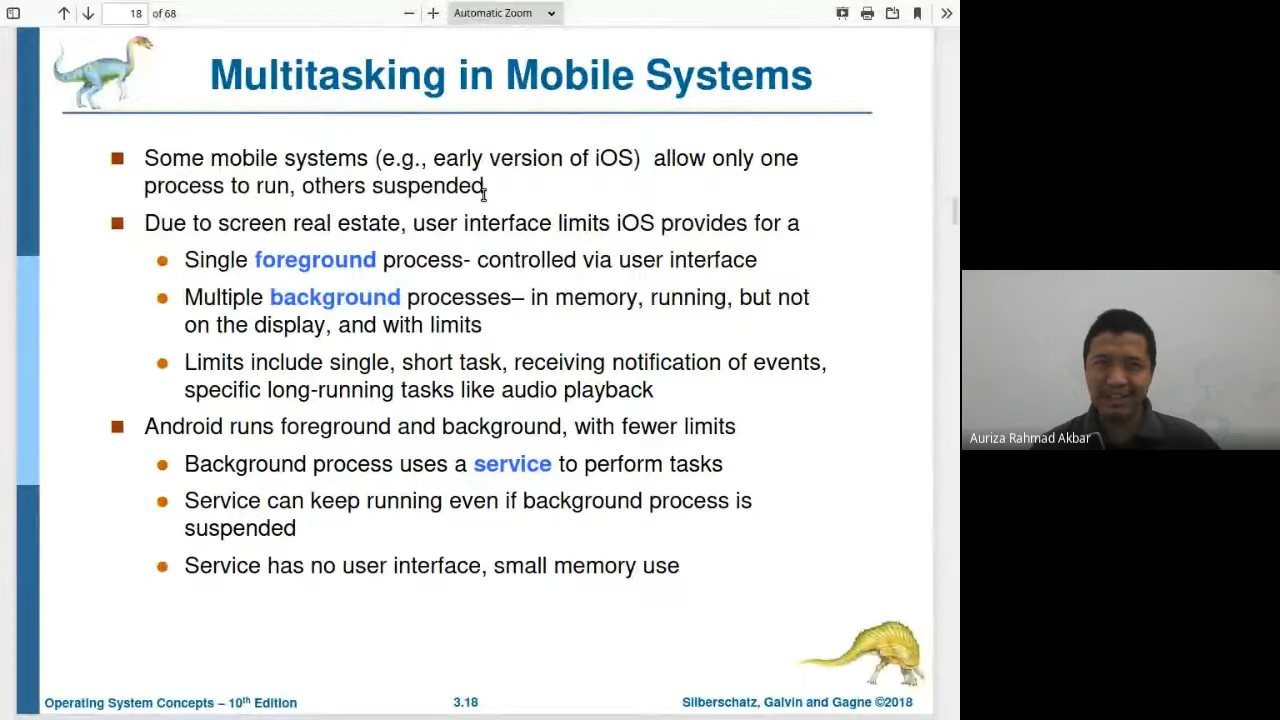 18 of 68
Automatic Zoom
Multitasking in Mobile Systems
Some mobile systems (e.g., early version of iOS) allow only one
process to run, others suspended
Due to screen real estate, user interface limits iOS provides for a
Single foreground process- controlled via user interface
Multiple background processes– in memory, running, but not
on the display, and with limits
Limits include single, short task, receiving notification of events,
specific long-running tasks like audio playback
Android runs foreground and background, with fewer limits
Background process uses a service to perform tasks
Service can keep running even if background process is
suspended
Service has no user interface, small memory use
Operating System Concepts – 10th Edition
3.18
Silberschatz, Galvin and Gagne ©2018
Auriza Rahmad Akbar